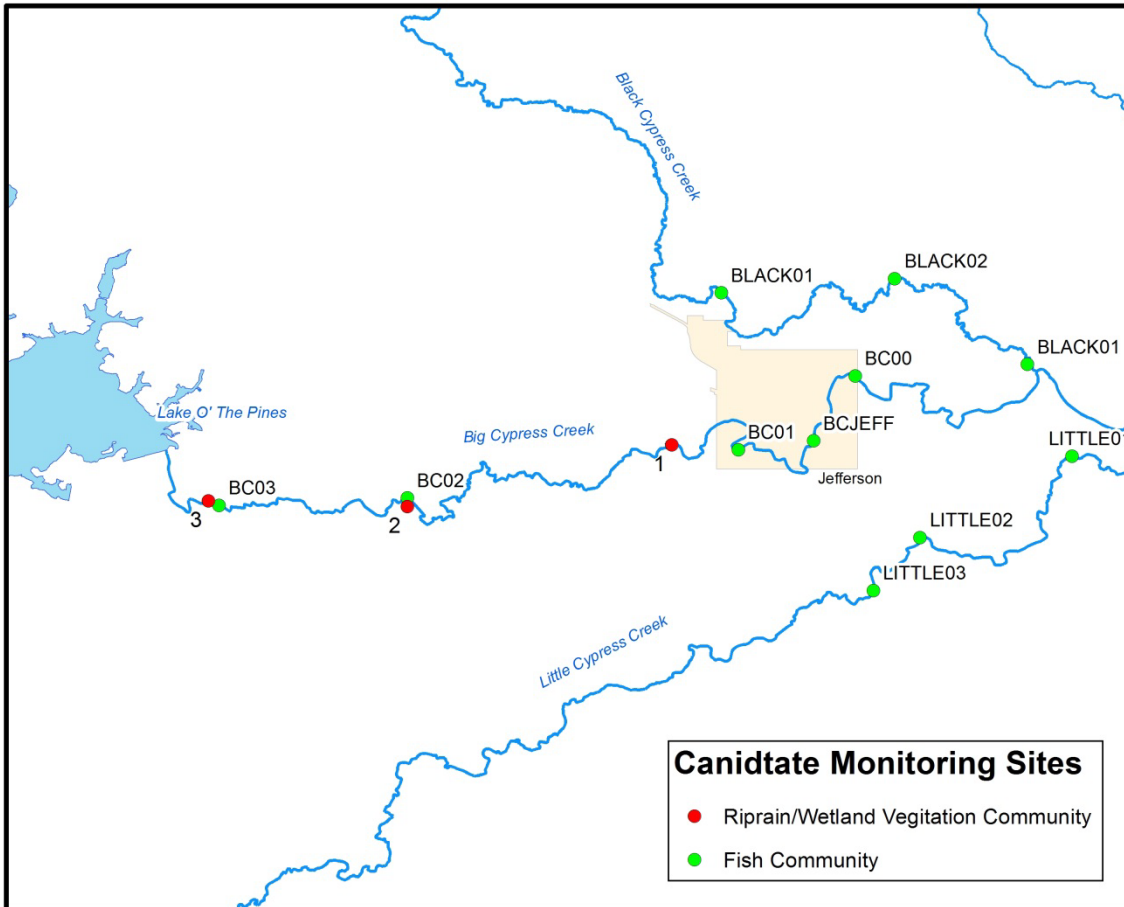 Black Cypress Creek
BLACK01
BLACK02
BLACK01
BC00
Lake O' The Pines
Big Cypress Creek
BC01
BCJEFF
LITTLE01
1
Jefferson
BC03
BC02
3
2
LITTLE02
LITTLE03
Little Cypress Creek
Canidtate Monitoring Sites
Riprain/Wetland Vegitation Community
Fish Community